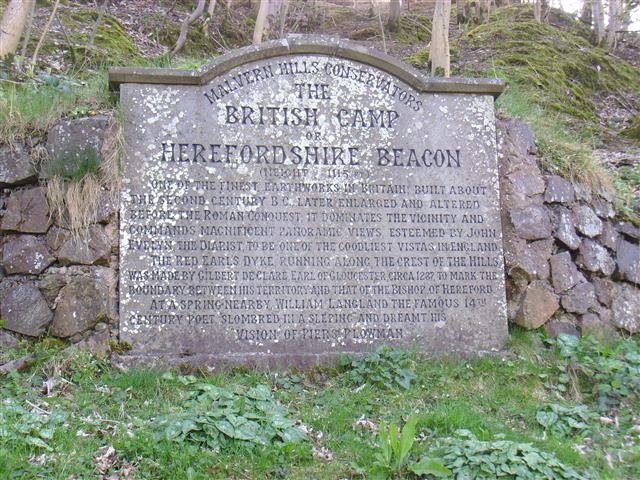 MALVERN HILLS CONSERVATORS
THE
BRITISH CAMP
OR
HEREFORDSHIRE BEACON
(HEIGHT 1115 FT)
ONE OF THE FINEST EARTHWORKS IN BRITAIN, BUILT ABOUT
THE SECOND CENTURY B.C. LATER ENLARGED AND ALTERED
BEFORE THE ROMAN CONQUEST, IT DOMINATES THE VICINITY AND
COMMANDS MAGNIFICENT PANORAMIC VIEWS, ESTEEMED BY JOHN
EVELYN THE DIARIST, TO BE ONE OF THE GOODLIEST VISTAS IN ENGLAND.
THE RED EARL'S DYKE RUNNING ALONG THE CREST OF THE HILLS
WAS MADE BY GILBERT DE CLARE, EARL OF GLOUCESTER, CIRCA 1287 TO MARK THE
BOUNDARY BETWEEN HIS TERRITORY AND THAT OF THE BISHOP OF HEREFORD.
AT A SPRING NEARBY, WILLIAM LANGLAND THE FAMOUS 14TH
CENTURY POET, SLOMBRED IN A SLEPING AND DREAMT HIS
VISION OF PIERS PLOWMAN